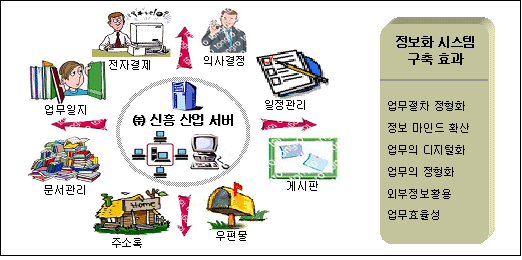 전자결제
의사결정
업무일지
일정관리
㈜ 신흥 산업 서버
문서관리
게시판
주소록
Home
우편물
정보화 시스템
구축 효과
업무절차 정형화
정보 마인드 확산
업무의 디지털화
업무의 정형화
외부정보활용
업무효율성